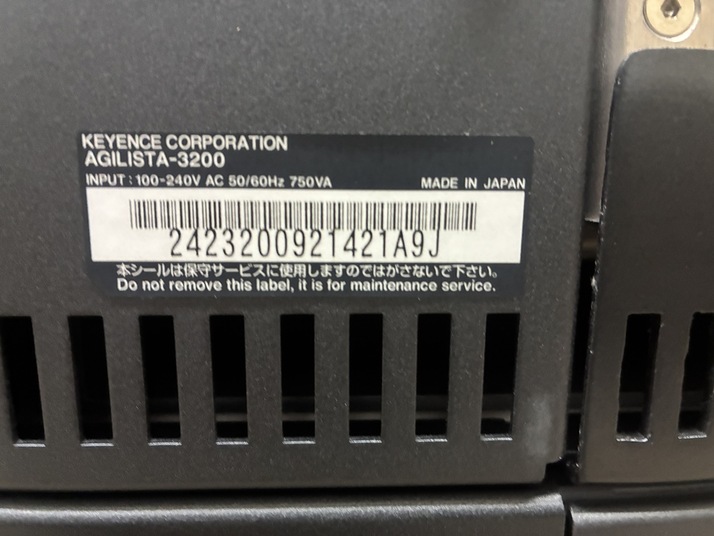 KEYENCE CORPORATION
AGILISTA-3200
INPUT : 100-240V AC 50/60Hz 750VA MADE IN JAPAN
2423200921421A9J
本シールは保守サービスに使用しますのではがさないで下さい。
Do not remove this label, it is for maintenance service.